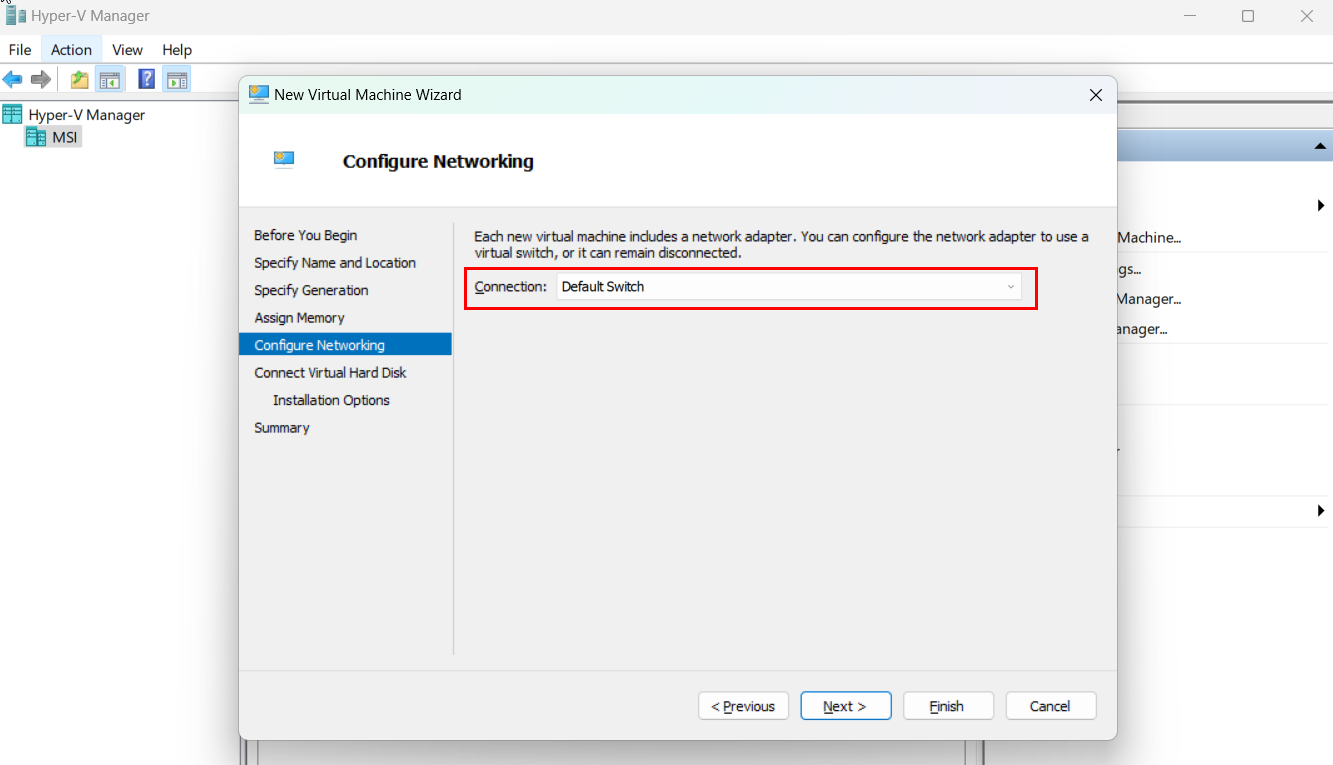 Hyper-V Manager
File Action View Help
Hyper-V Manager
MSI
New Virtual Machine Wizard
Configure Networking
Before You Begin
Specify Name and Location
Specify Generation
Assign Memory
Configure Networking
Connect Virtual Hard Disk
Installation Options
Summary
Each new virtual machine includes a network adapter. You can configure the network adapter to use a
virtual switch, or it can remain disconnected.
Connection: Default Switch
< Previous
Next >
Finish
Cancel
Machine...
gs...
Manager...
anager...